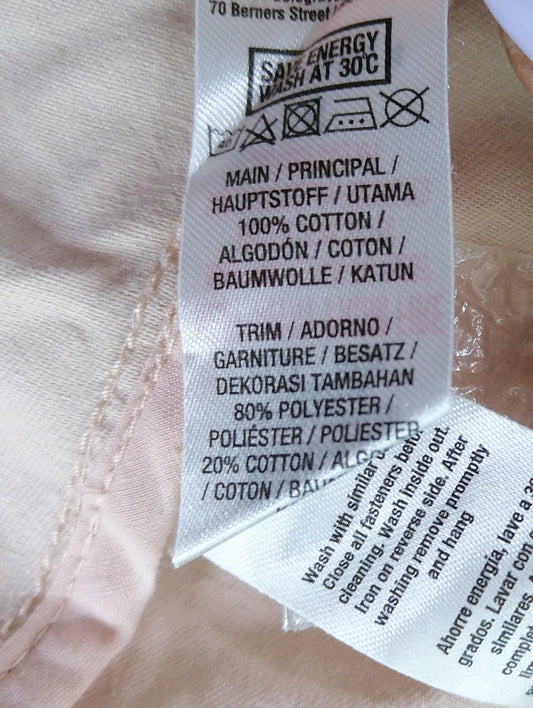 70 Berners Street
SAVE ENERGY
WASH AT 30°C
40
MAIN / PRINCIPAL /
HAUPTSTOFF / UTAMA
100% COTTON /
ALGODÓN / COTON /
BAUMWOLLE / KATUN
TRIM / ADORNO /
GARNITURE / BESATZ /
DEKORASI TAMBAHAN
80% POLYESTER /
POLIÉSTER / POLIESTER
20% COTTON /
/ COTON /
Wash with similar
Close all fasteners
cleaning. Wash inside out.
Iron on reverse side. After
washing remove promptly
and hang
Ahorre energía, lave a
grados. Lavar con
similares.